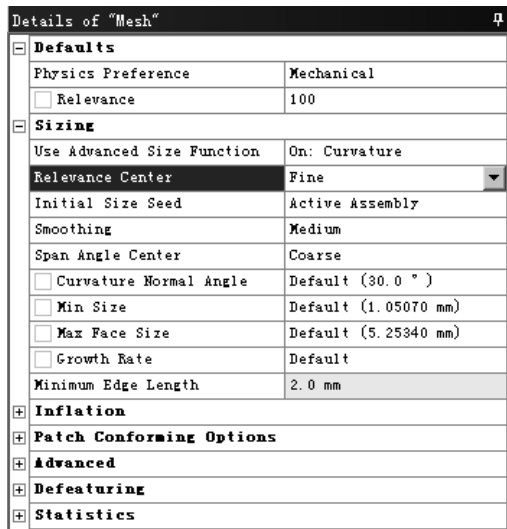 Details of "Mesh"
Defaults
Physics Preference Mechanical
Relevance 100
Sizing
Use Advanced Size Function On: Curvature
Relevance Center Fine
Initial Size Seed Active Assembly
Smoothing Medium
Span Angle Center Coarse
Curvature Normal Angle Default (30.0 °)
Min Size Default (1.05070 mm)
Max Face Size Default (5.25340 mm)
Growth Rate Default
Minimum Edge Length 2.0 mm
Inflation
Patch Conforming Options
Advanced
Defeaturing
Statistics